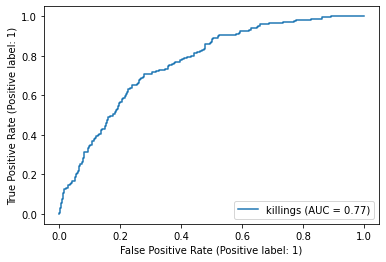 1.0
0.8
0.6
0.4
0.2
0.0
True Positive Rate (Positive label: 1)
killings (AUC = 0.77)
0.0 0.2 0.4 0.6 0.8 1.0
False Positive Rate (Positive label: 1)